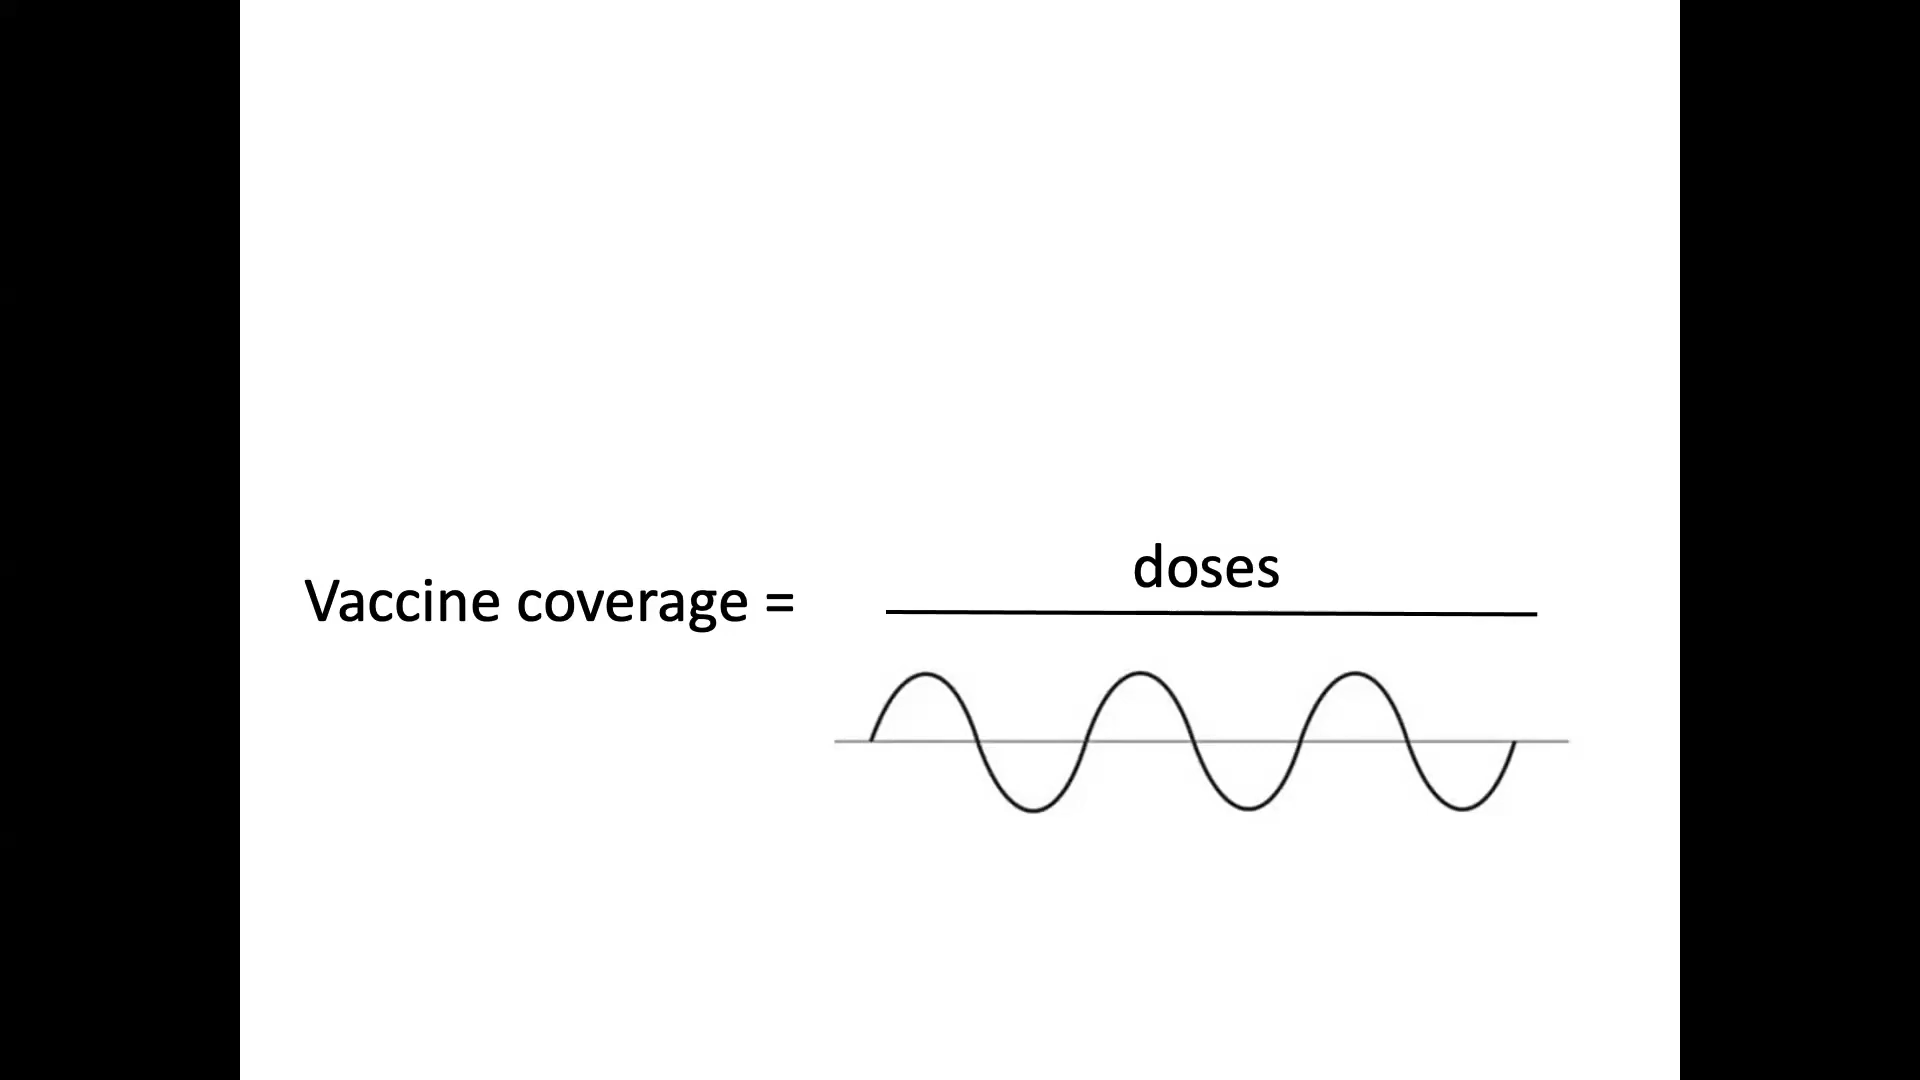 doses
Vaccine coverage =